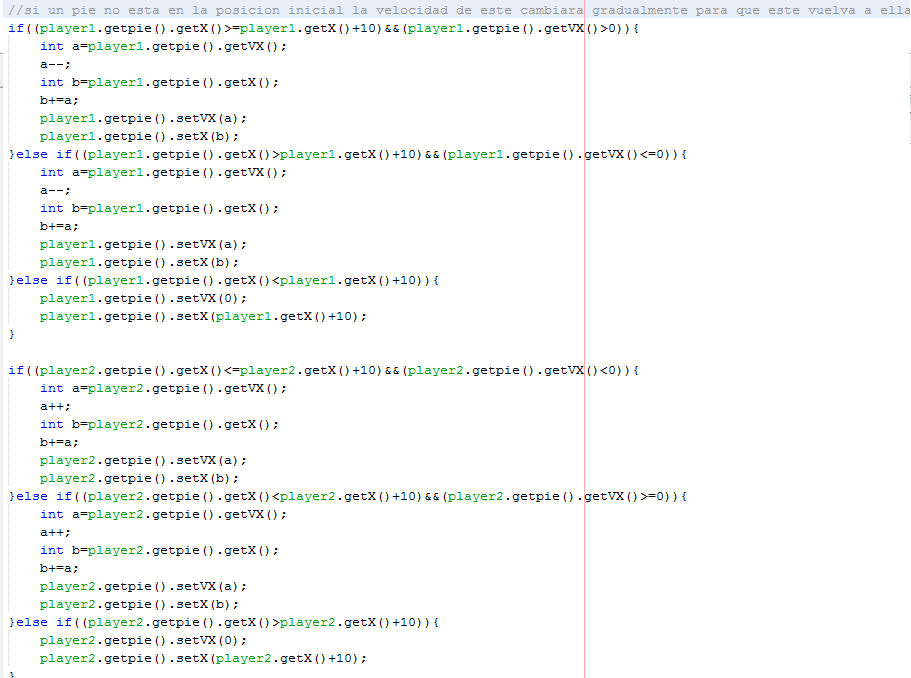 //si un pie no esta en la posicion inicial la velocidad de este cambiara gradualmente para que este vuelva a ella
if((player1.getpie().getX()>=player1.getX()+10)&&(player1.getpie().getVX()>0)){
    int a=player1.getpie().getVX();
    a--;
    int b=player1.getpie().getX();
    b+=a;
    player1.getpie().setVX(a);
    player1.getpie().setX(b);
}else if((player1.getpie().getX()>player1.getX()+10)&&(player1.getpie().getVX()<=0)){
    int a=player1.getpie().getVX();
    a--;
    int b=player1.getpie().getX();
    b+=a;
    player1.getpie().setVX(a);
    player1.getpie().setX(b);
}else if((player1.getpie().getX()<player1.getX()+10)){
    player1.getpie().setVX(0);
    player1.getpie().setX(player1.getX()+10);
}

if((player2.getpie().getX()<=player2.getX()+10)&&(player2.getpie().getVX()<0)){
    int a=player2.getpie().getVX();
    a++;
    int b=player2.getpie().getX();
    b+=a;
    player2.getpie().setVX(a);
    player2.getpie().setX(b);
}else if((player2.getpie().getX()<player2.getX()+10)&&(player2.getpie().getVX()>=0)){
    int a=player2.getpie().getVX();
    a++;
    int b=player2.getpie().getX();
    b+=a;
    player2.getpie().setVX(a);
    player2.getpie().setX(b);
}else if((player2.getpie().getX()>player2.getX()+10)){
    player2.getpie().setVX(0);
    player2.getpie().setX(player2.getX()+10);
}